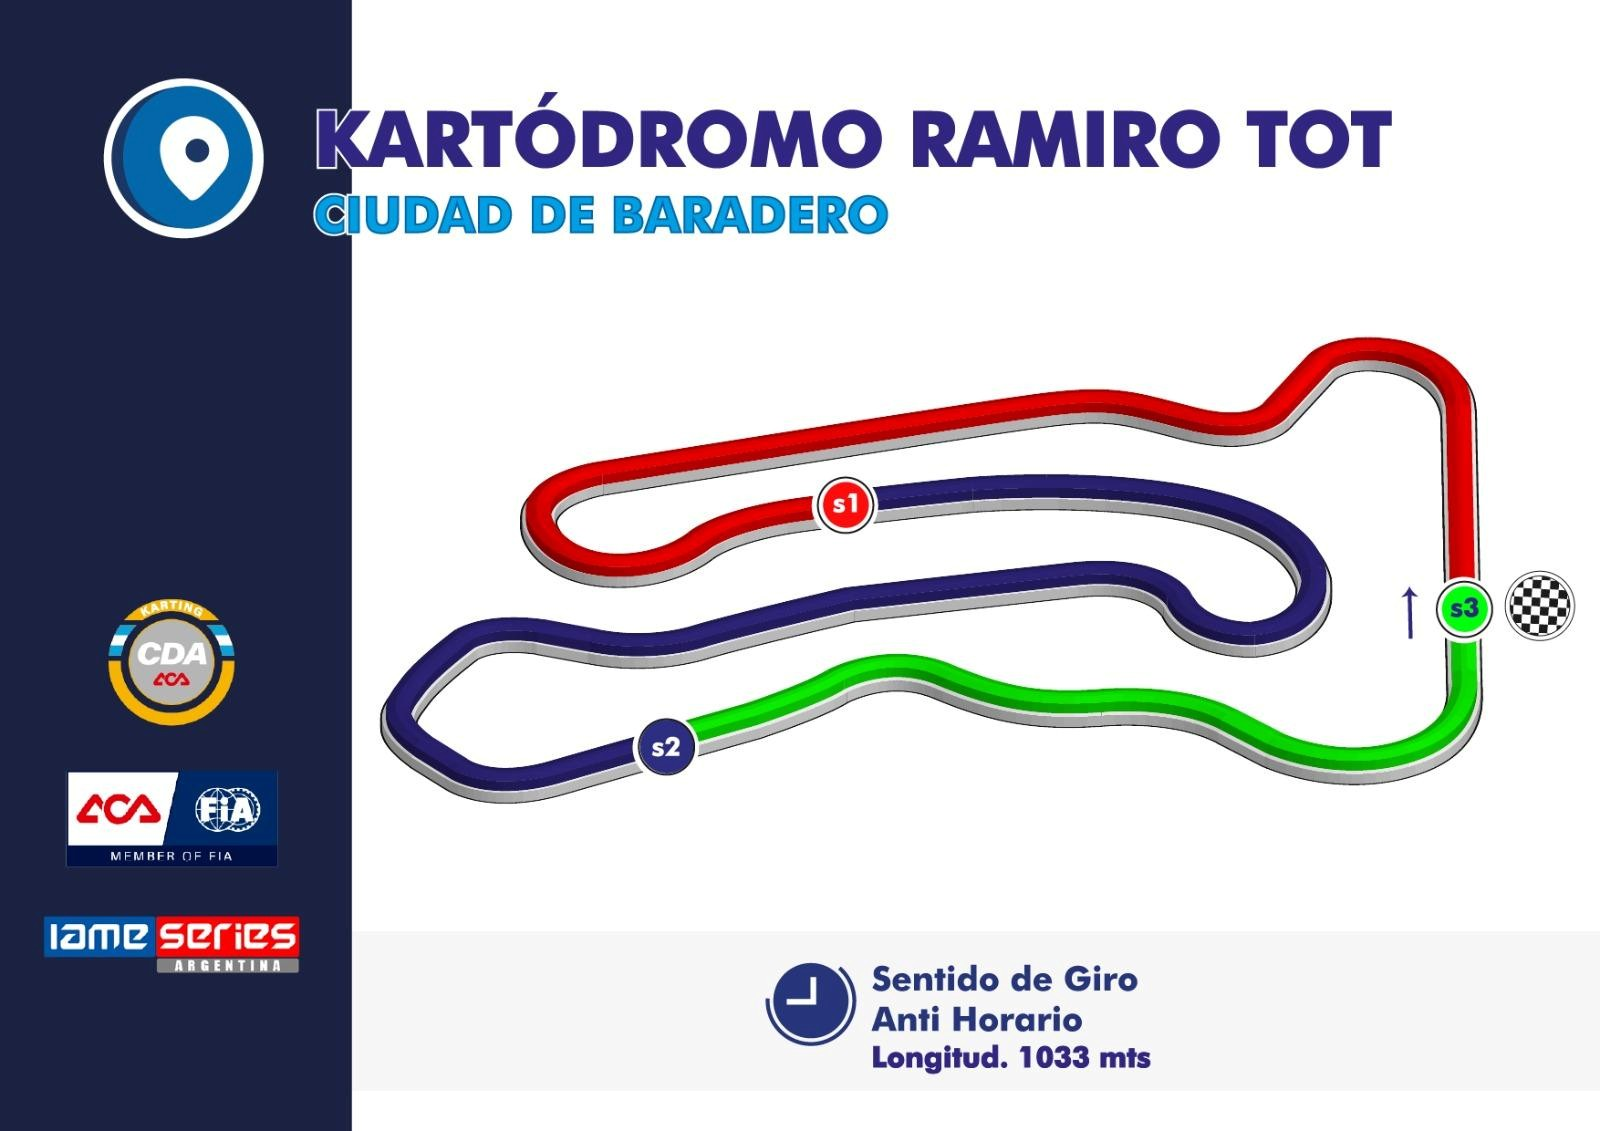 KARTÓDROMO RAMIRO TOT
CIUDAD DE BARADERO
s1
s3
s2
KARTING
CDA
ACA
ACA
FiA
MEMBER OF FIA
IAME SERIES
ARGENTINA
Sentido de Giro
Anti Horario
Longitud. 1033 mts